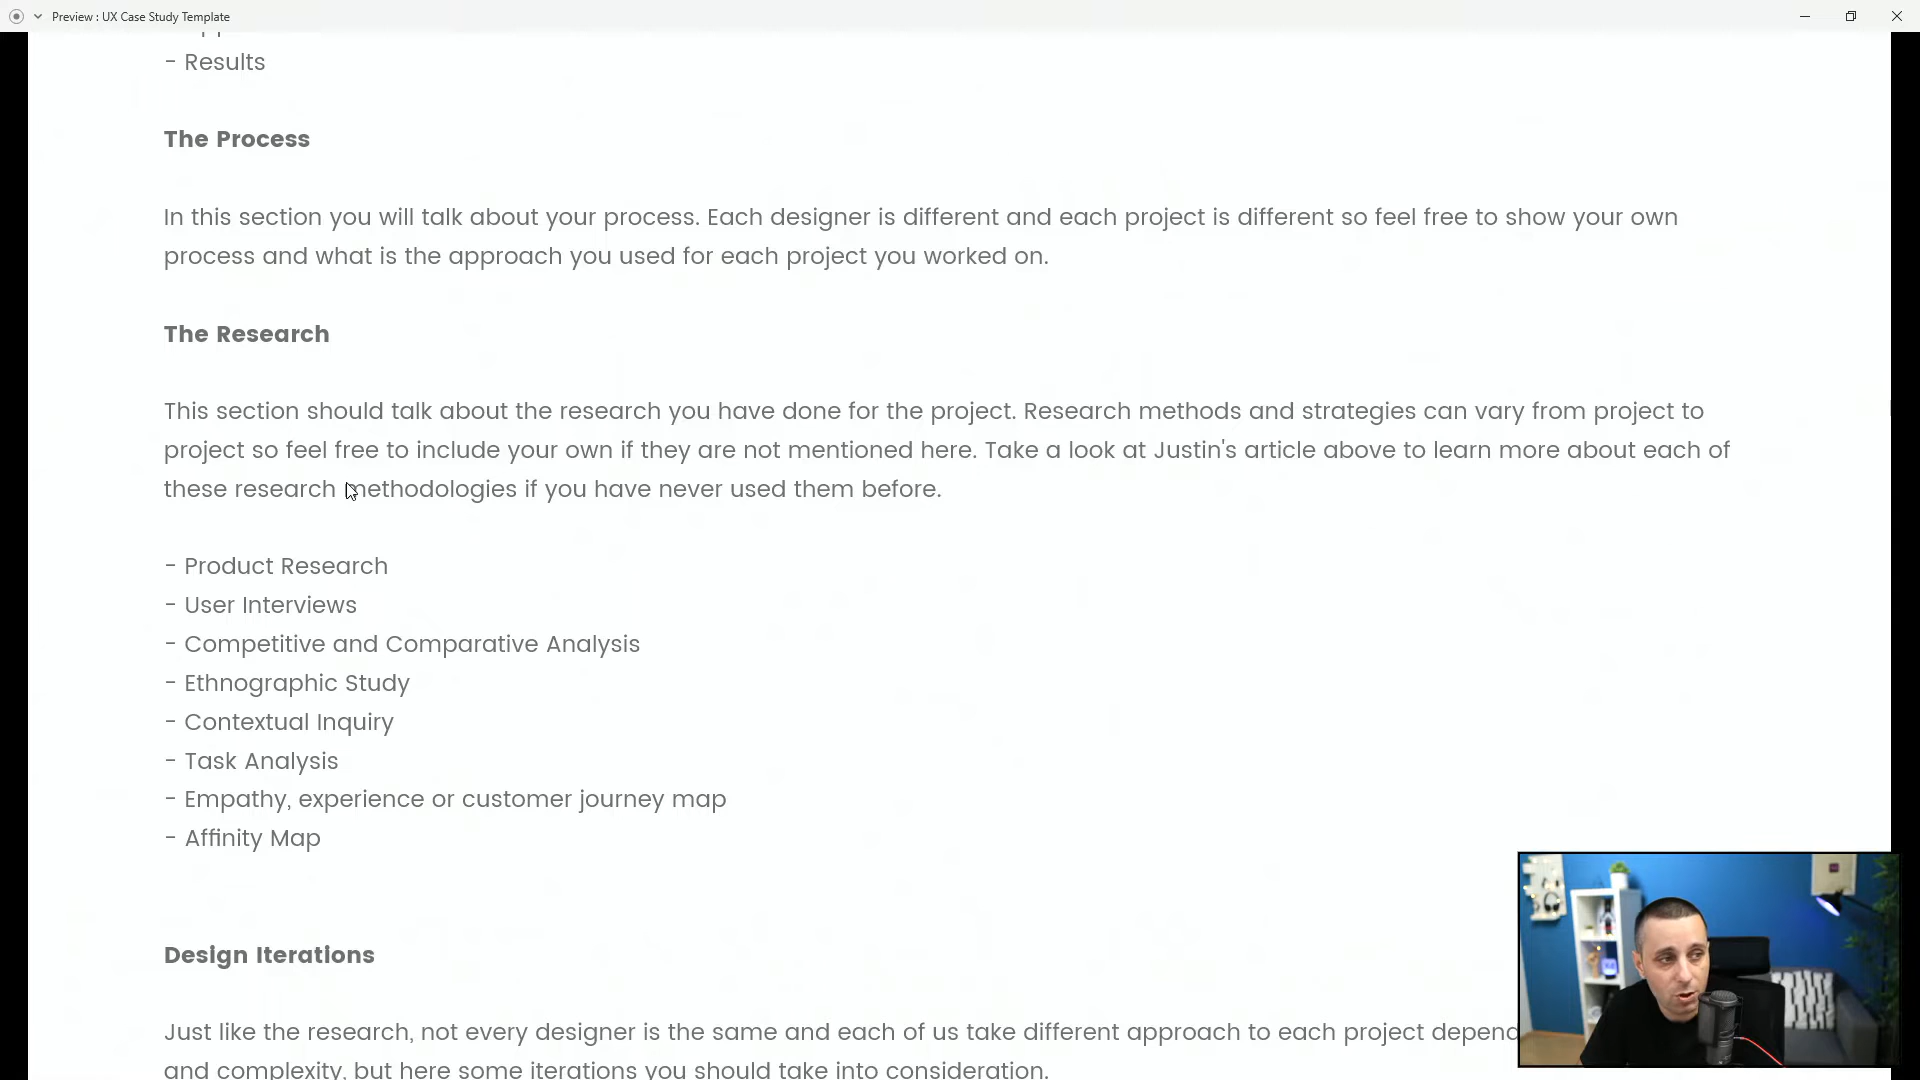 Preview : UX Case Study Template
- Results
The Process
In this section you will talk about your process. Each designer is different and each project is different so feel free to show your own
process and what is the approach you used for each project you worked on.
The Research
This section should talk about the research you have done for the project. Research methods and strategies can vary from project to
project so feel free to include your own if they are not mentioned here. Take a look at Justin's article above to learn more about each of
these research methodologies if you have never used them before.
- Product Research
- User Interviews
- Competitive and Comparative Analysis
- Ethnographic Study
- Contextual Inquiry
- Task Analysis
- Empathy, experience or customer journey map
- Affinity Map
Design Iterations
Just like the research, not every designer is the same and each of us take different approach to each project depend
and complexity, but here some iterations you should take into consideration.